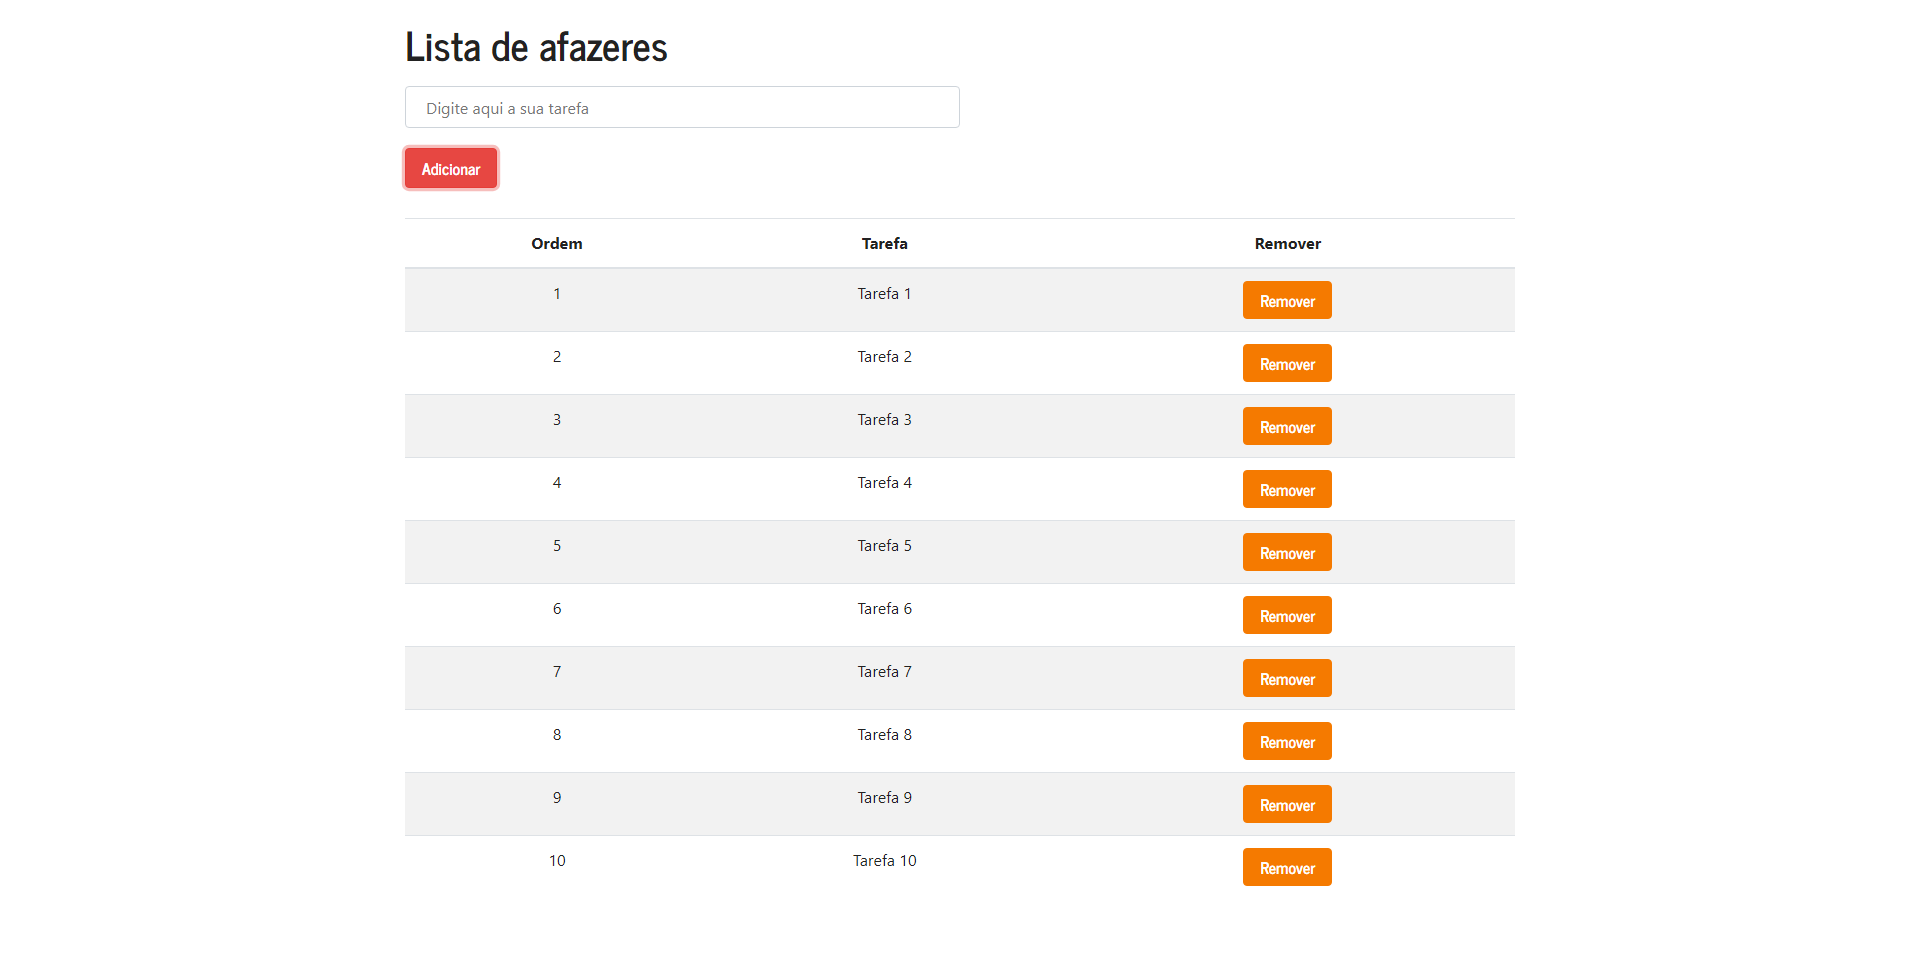 Lista de afazeres
Digite aqui a sua tarefa
Adicionar
Ordem Tarefa Remover
1 Tarefa 1 Remover
2 Tarefa 2 Remover
3 Tarefa 3 Remover
4 Tarefa 4 Remover
5 Tarefa 5 Remover
6 Tarefa 6 Remover
7 Tarefa 7 Remover
8 Tarefa 8 Remover
9 Tarefa 9 Remover
10 Tarefa 10 Remover